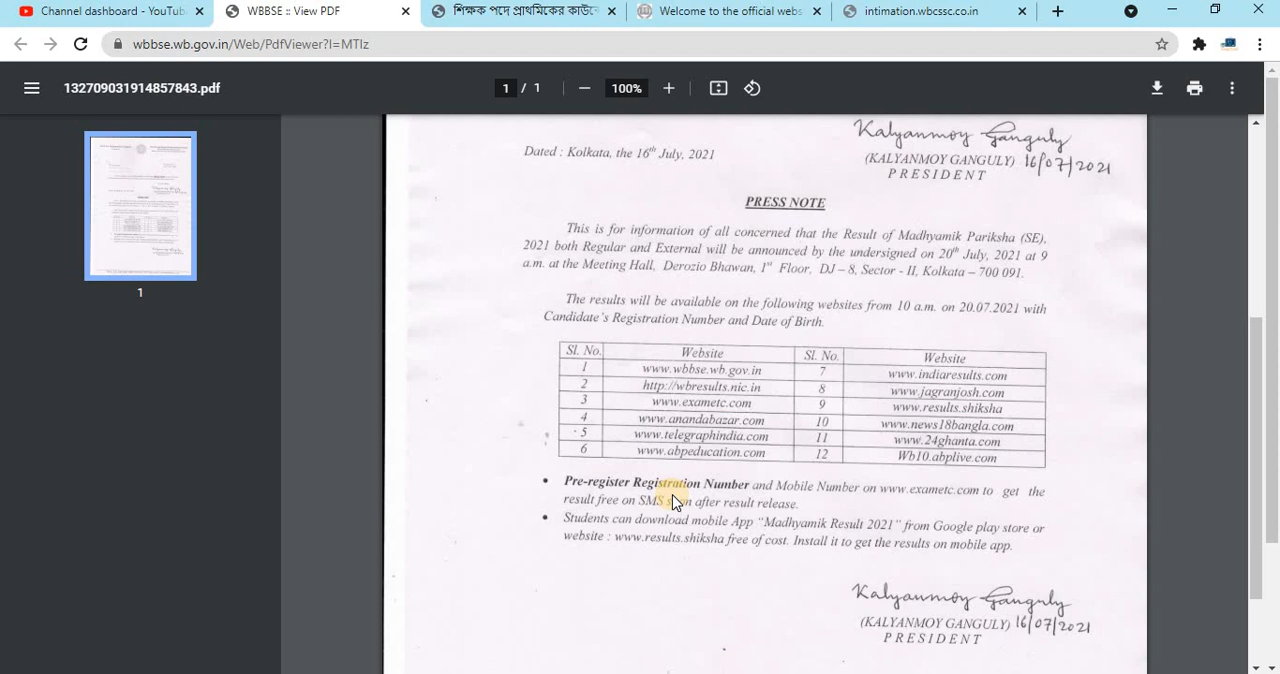 Channel dashboard - YouTub
WBBSE :: View PDF
শিক্ষক পদে প্রাথমিকের কাউন্সে
Welcome to the official webs
intimation.wbcssc.co.in
wbbse.wb.gov.in/Web/PdfViewer?I=MTIz
132709031914857843.pdf
1 / 1
100%
1
Kalyanmoy Ganguly
Dated : Kolkata, the 16th July, 2021
(KALYANMOY GANGULY) 16/07/2021
PRESIDENT
PRESS NOTE
This is for information of all concerned that the Result of Madhyamik Pariksha (SE),
2021 both Regular and External will be announced by the undersigned on 20th July, 2021 at 9
a.m. at the Meeting Hall, Derozio Bhawan, 1st Floor, DJ – 8, Sector - II, Kolkata – 700 091.
The results will be available on the following websites from 10 a.m. on 20.07.2021 with
Candidate's Registration Number and Date of Birth.
Sl. No. Website Sl. No. Website
1 www.wbbse.wb.gov.in 7 www.indiaresults.com
2 http://wbresults.nic.in 8 www.jagranjosh.com
3 www.exametc.com 9 www.results.shiksha
4 www.anandabazar.com 10 www.news18bangla.com
5 www.telegraphindia.com 11 www.24ghanta.com
6 www.abpeducation.com 12 Wb10.abplive.com
• Pre-register Registration Number and Mobile Number on www.exametc.com to get the
result free on SMS soon after result release.
• Students can download mobile App "Madhyamik Result 2021" from Google play store or
website : www.results.shiksha free of cost. Install it to get the results on mobile app.
Kalyanmoy Ganguly
(KALYANMOY GANGULY) 16/07/2021
PRESIDENT